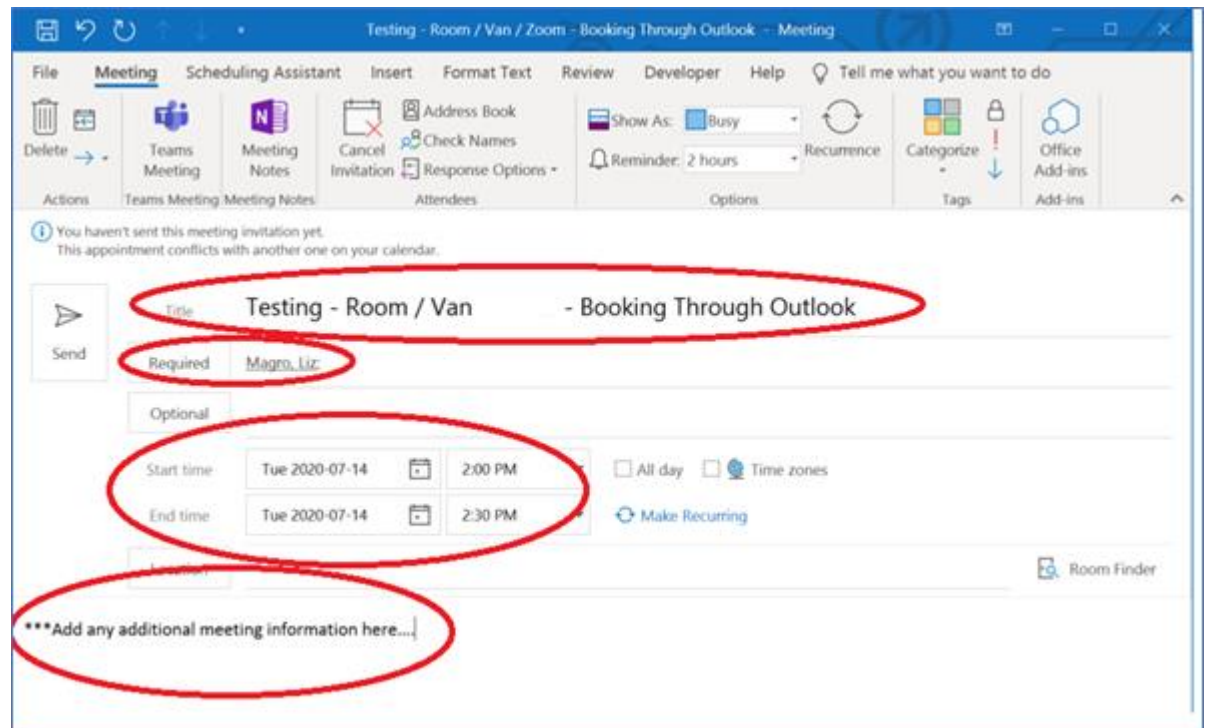 Testing - Room / Van / Zoom - Booking Through Outlook - Meeting
File Meeting Scheduling Assistant Insert Format Text Review Developer Help Tell me what you want to do
Delete
Teams Meeting
Meeting Notes
Cancel Invitation
Address Book
Check Names
Response Options
Show As: Busy
Reminder: 2 hours
Recurrence
Categorize
Office Add-ins
Actions Teams Meeting Meeting Notes Attendees Options Tags Add-ins
You haven't sent this meeting invitation yet.
This appointment conflicts with another one on your calendar.
Send
Title Testing - Room / Van - Booking Through Outlook
Required Magro, Liz;
Optional
Start time Tue 2020-07-14 2:00 PM All day Time zones
End time Tue 2020-07-14 2:30 PM Make Recurring
Location Room Finder
***Add any additional meeting information here....